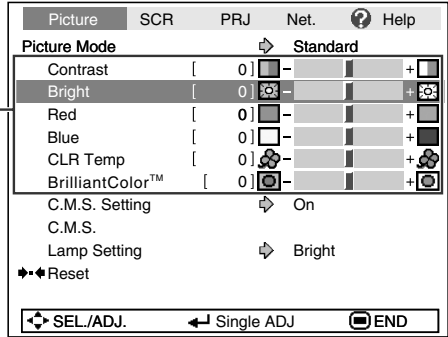 Picture SCR PRJ Net. ? Help
Picture Mode Standard
Contrast [ 0] - +
Bright [ 0] - +
Red [ 0] - +
Blue [ 0] - +
CLR Temp [ 0] - +
BrilliantColor™ [ 0] - +
C.M.S. Setting On
C.M.S.
Lamp Setting Bright
Reset
SEL./ADJ. Single ADJ END